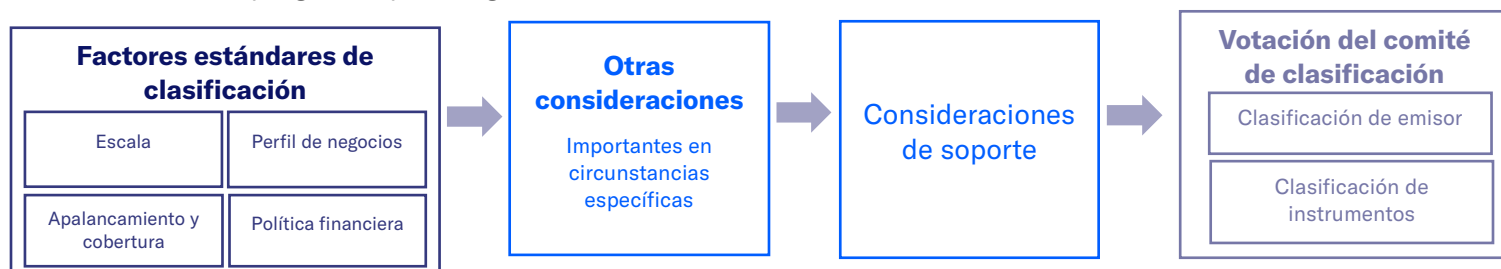 Factores estándares de
clasificación
Escala
Perfil de negocios
Apalancamiento y
cobertura
Política financiera
Otras
consideraciones
Importantes en
circunstancias
específicas
Consideraciones
de soporte
Votación del comité
de clasificación
Clasificación de emisor
Clasificación de
instrumentos